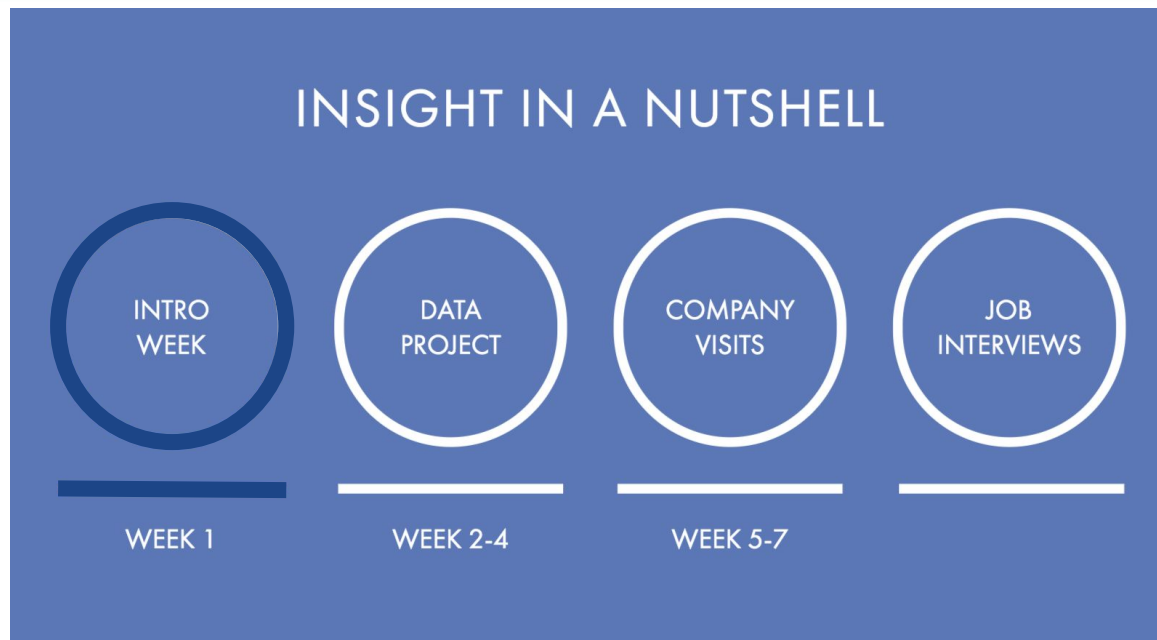 INSIGHT IN A NUTSHELL
INTRO
WEEK
DATA
PROJECT
COMPANY
VISITS
JOB
INTERVIEWS
WEEK 1
WEEK 2-4
WEEK 5-7